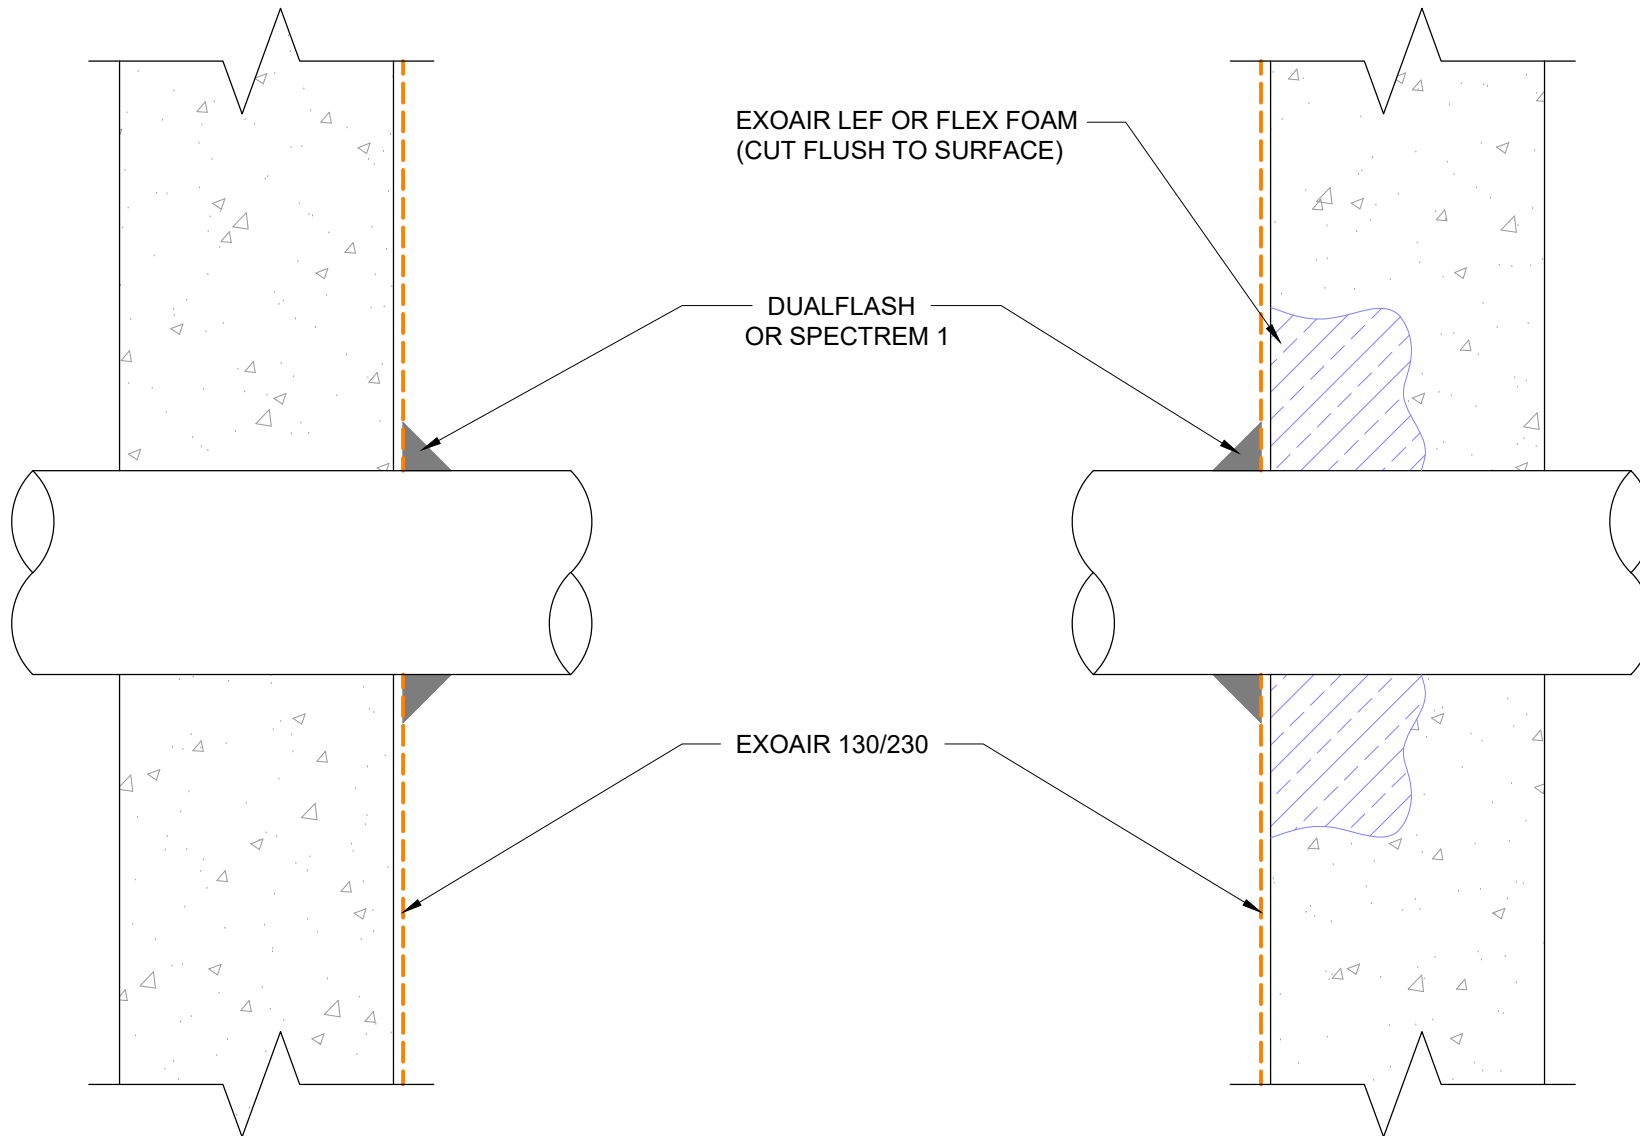 EXOAIR LEF OR FLEX FOAM
(CUT FLUSH TO SURFACE)
DUALFLASH
OR SPECTREM 1
EXOAIR 130/230